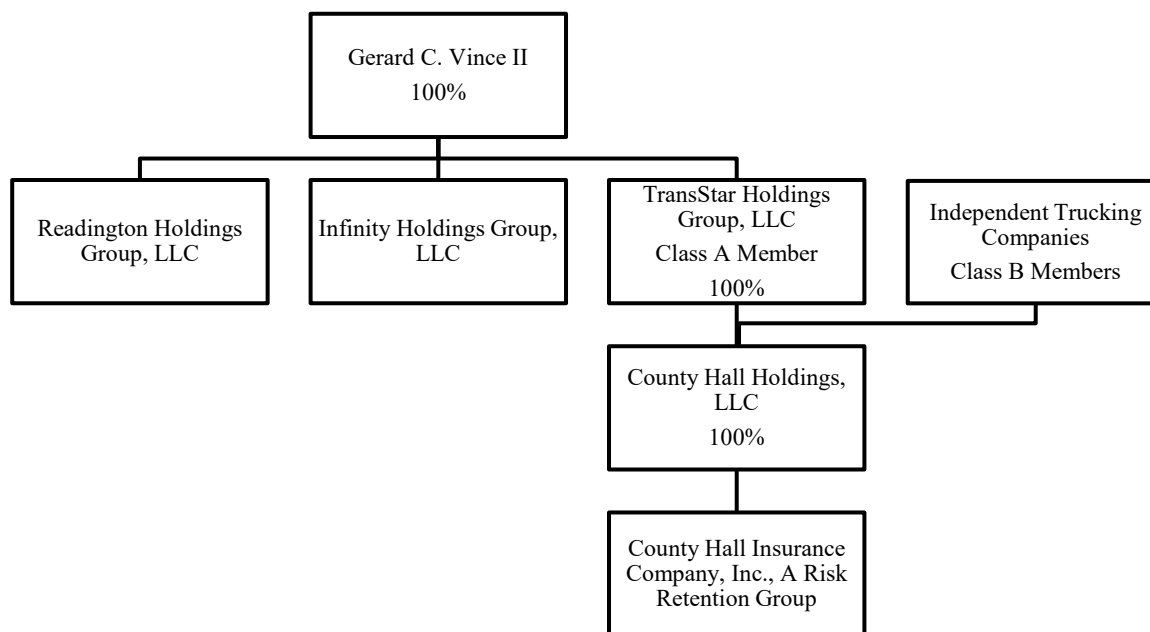 Gerard C. Vince II
100%
Readington Holdings
Group, LLC
Infinity Holdings Group,
LLC
TransStar Holdings
Group, LLC
Class A Member
100%
Independent Trucking
Companies
Class B Members
County Hall Holdings,
LLC
100%
County Hall Insurance
Company, Inc., A Risk
Retention Group